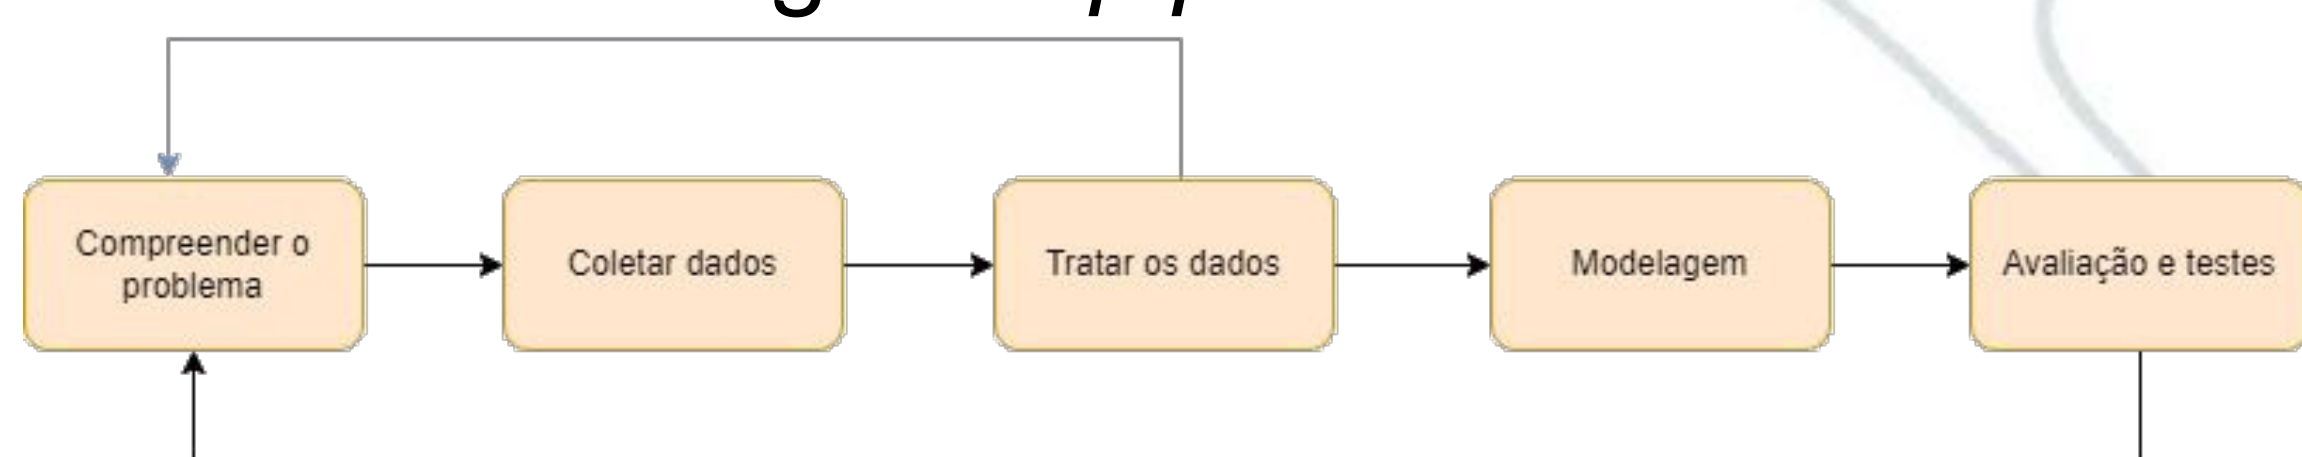 Compreender o
problema
Coletar dados
Tratar os dados
Modelagem
Avaliação e testes